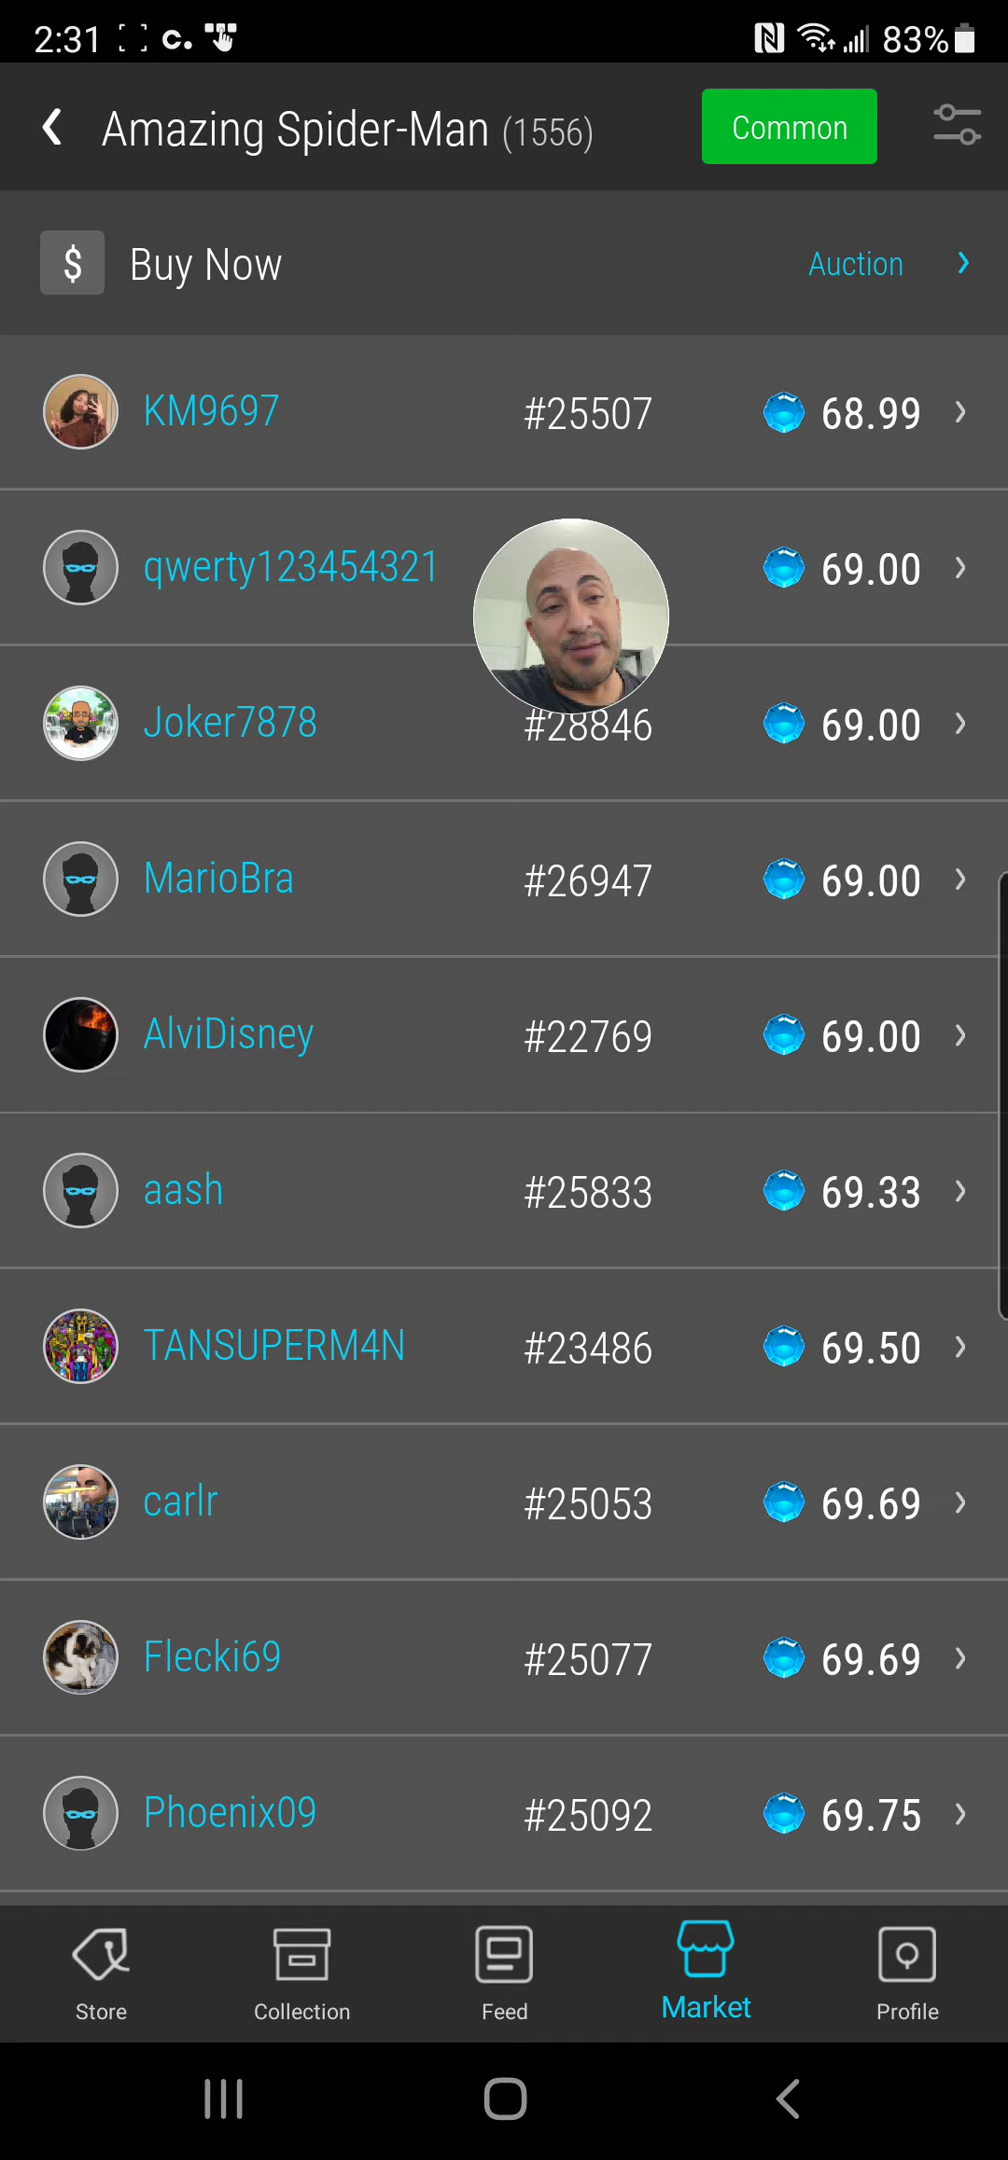 2:31 c. 83%
Amazing Spider-Man (1556) Common
$ Buy Now Auction
KM9697 #25507 68.99
qwerty123454321 69.00
Joker7878 #28846 69.00
MarioBra #26947 69.00
AlviDisney #22769 69.00
aash #25833 69.33
TANSUPERM4N #23486 69.50
carlr #25053 69.69
Flecki69 #25077 69.69
Phoenix09 #25092 69.75
Store Collection Feed Market Profile